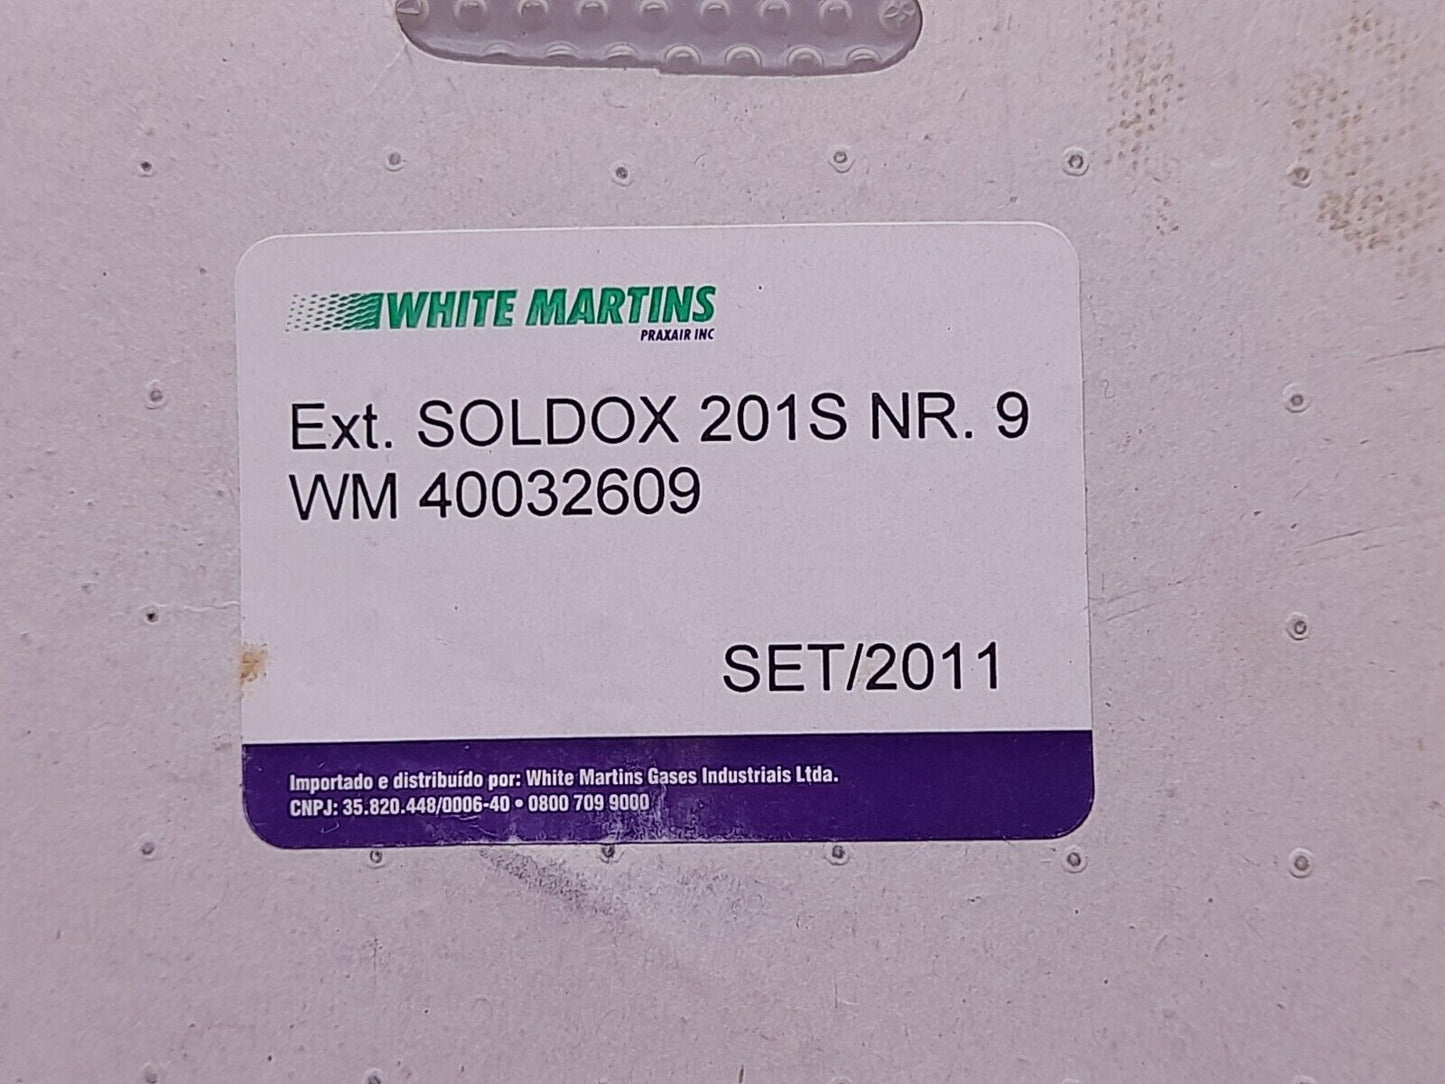 WHITE MARTINS
PRAXAIR INC
Ext. SOLDOX 201S NR. 9
WM 40032609
SET/2011
Importado e distribuído por: White Martins Gases Industriais Ltda.
CNPJ: 35.820.448/0006-40 • 0800 709 9000